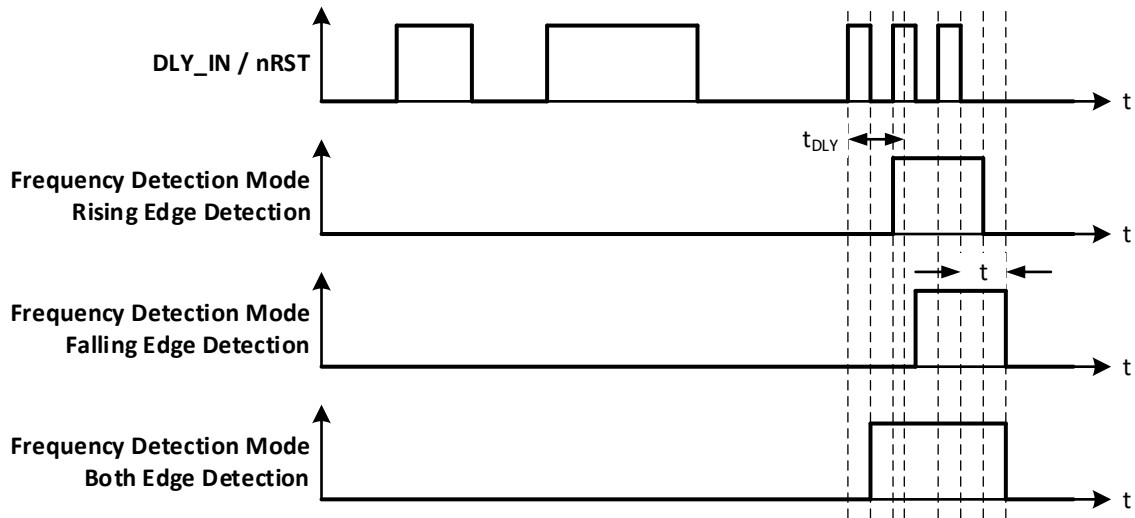 DLY_IN / nRST
t
tDLY
Frequency Detection Mode
Rising Edge Detection
t
t
Frequency Detection Mode
Falling Edge Detection
t
Frequency Detection Mode
Both Edge Detection
t